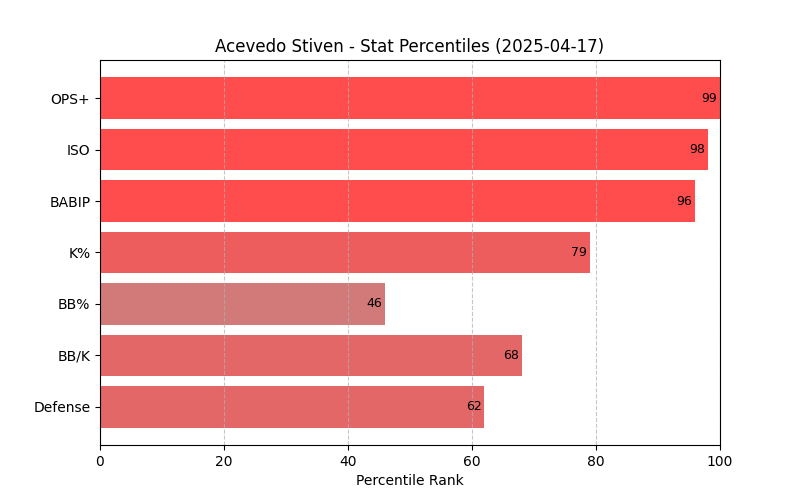 Acevedo Stiven - Stat Percentiles (2025-04-17)
OPS+ 99
ISO 98
BABIP 96
K% 79
BB% 46
BB/K 68
Defense 62
0 20 40 60 80 100
Percentile Rank